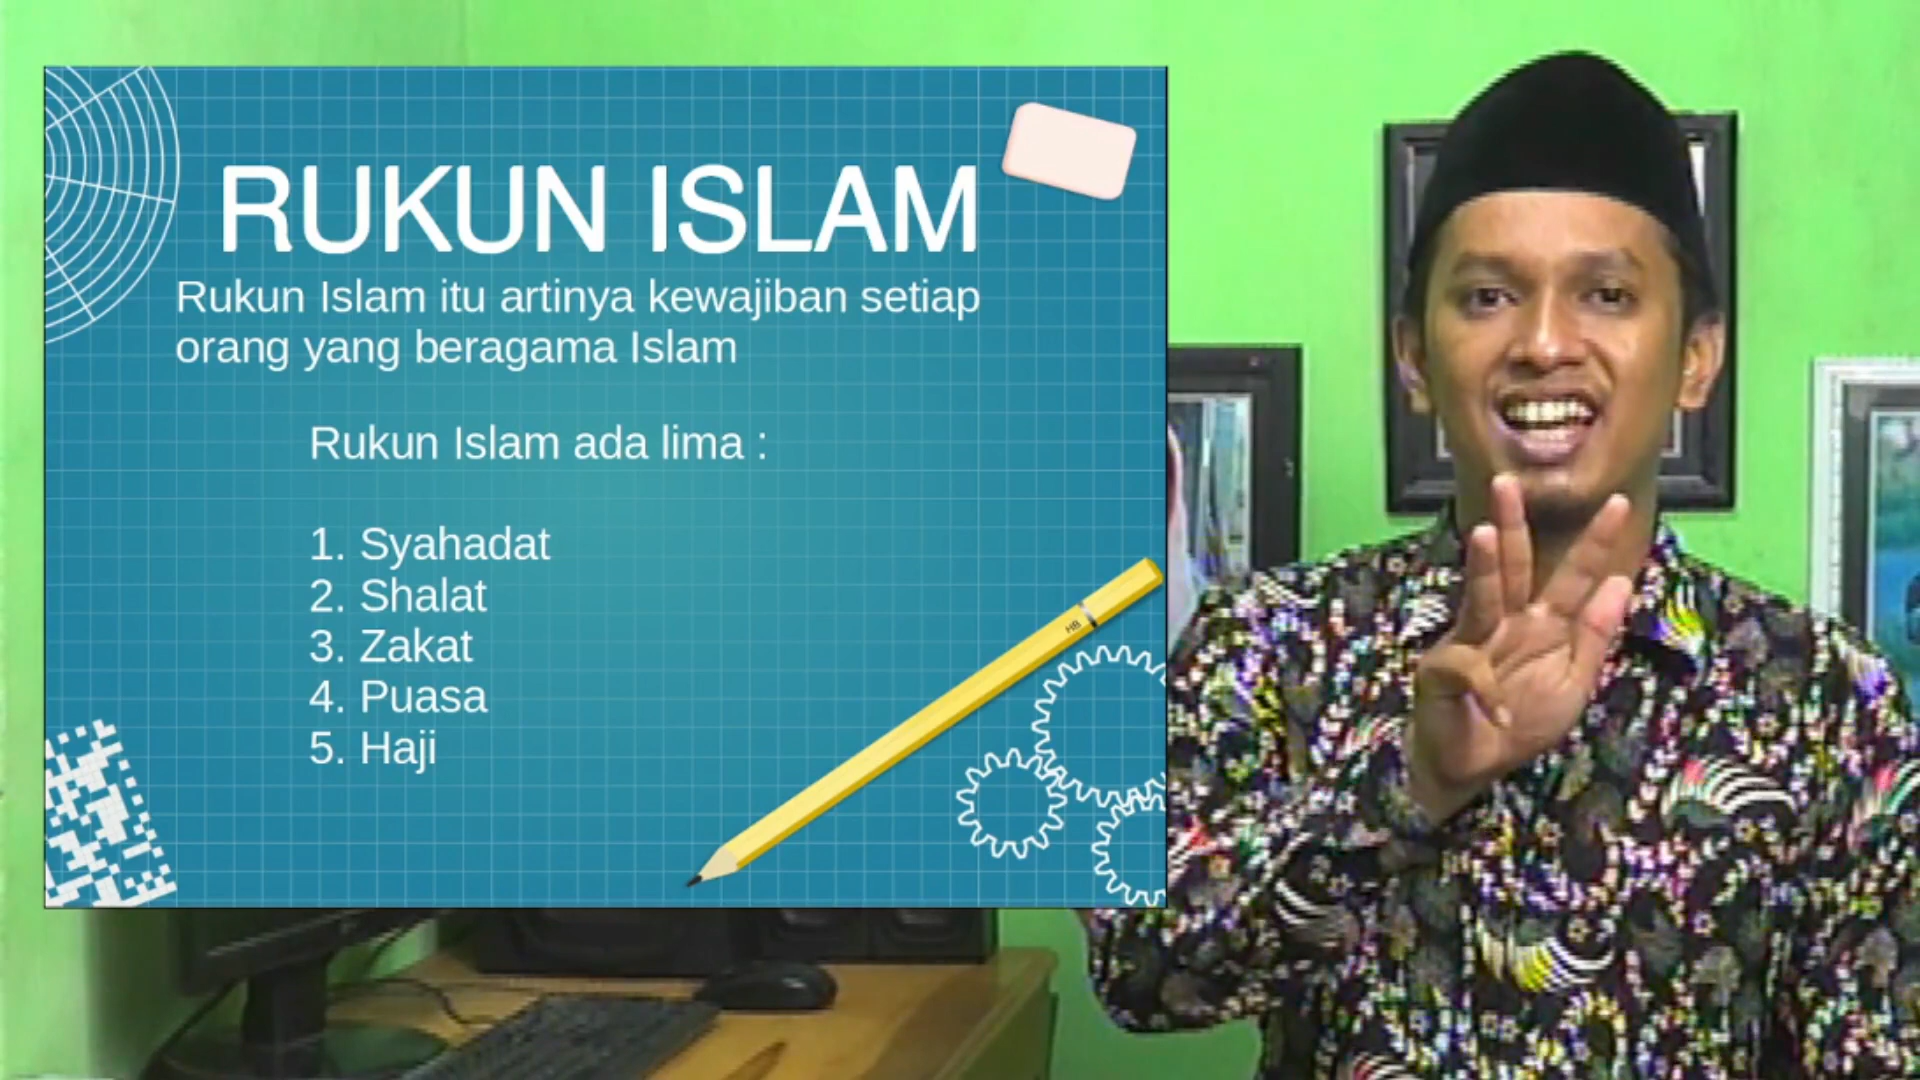 RUKUN ISLAM
Rukun Islam itu artinya kewajiban setiap
orang yang beragama Islam
Rukun Islam ada lima :
1. Syahadat
2. Shalat
3. Zakat
4. Puasa
5. Haji
HB